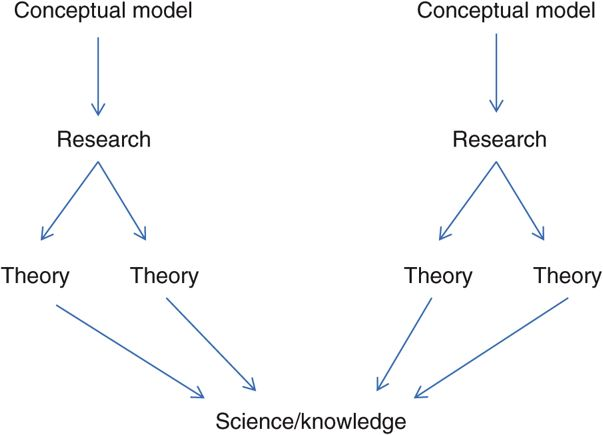 Conceptual model
Conceptual model
Research
Research
Theory
Theory
Theory
Theory
Science/knowledge